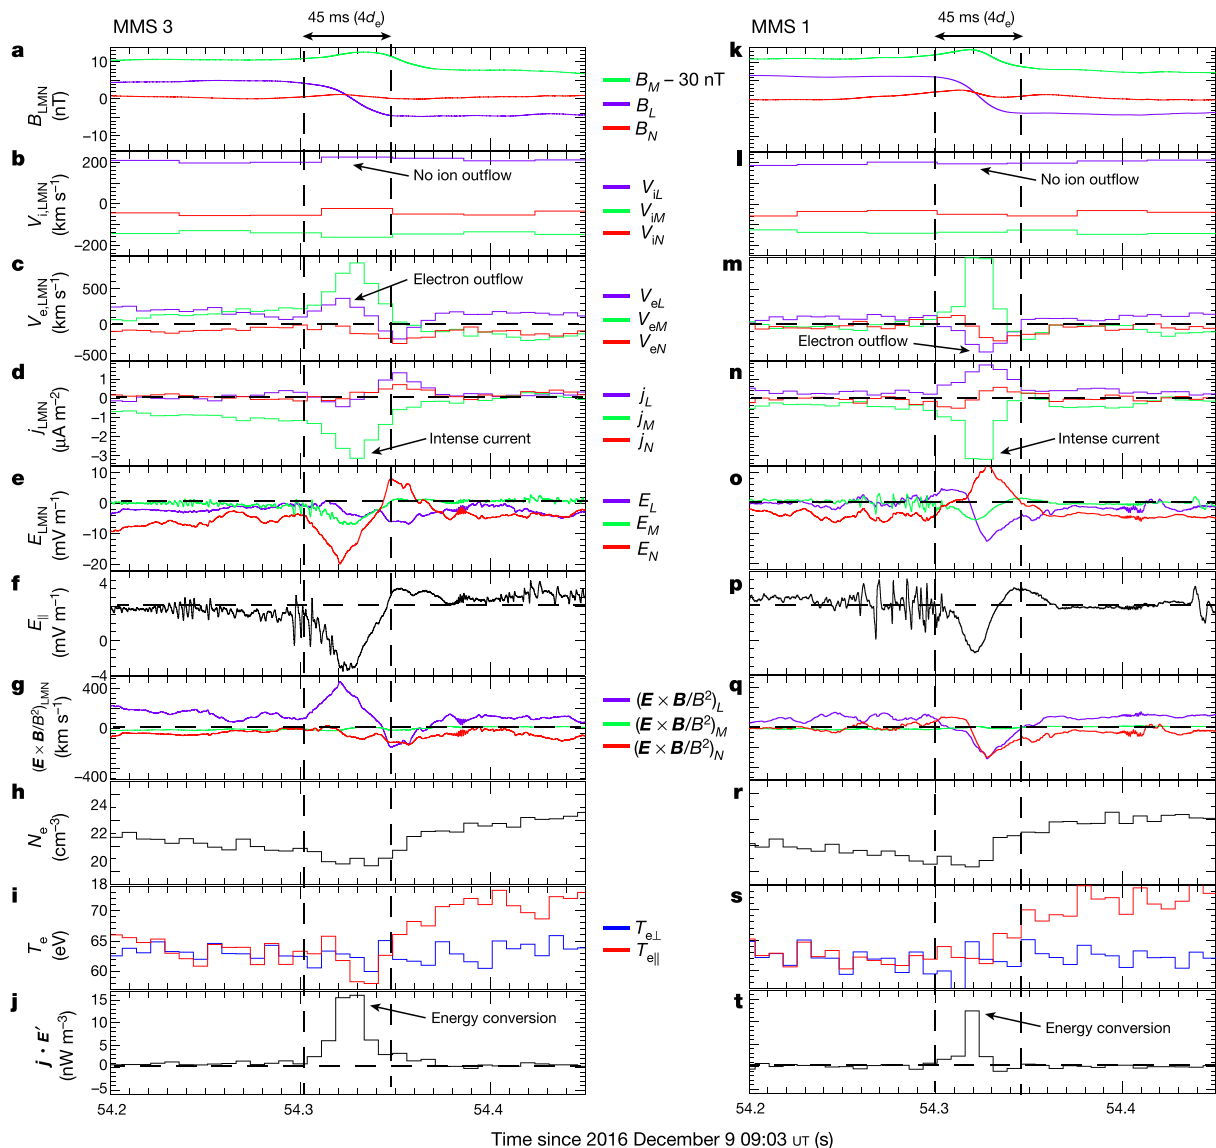 MMS 3
45 ms (4dₑ)
MMS 1
45 ms (4dₑ)
a
B_LMN
(nT)
10
0
−10
B_M − 30 nT
B_L
B_N
k
b
V_i,LMN
(km s⁻¹)
200
0
−200
No ion outflow
V_iL
V_iM
V_iN
l
No ion outflow
c
V_e,LMN
(km s⁻¹)
500
0
−500
Electron outflow
V_eL
V_eM
V_eN
m
Electron outflow
d
j_LMN
(μA m−2)
1
0
−1
−2
−3
Intense current
j_L
j_M
j_N
n
Intense current
e
E_LMN
(mV m⁻¹)
10
0
−10
−20
E_L
E_M
E_N
o
f
E_||
(mV m⁻¹)
4
0
−4
p
g
(E × B/B²)_LMN
(km s⁻¹)
400
0
−400
(E × B/B²)_L
(E × B/B²)_M
(E × B/B²)_N
q
h
N_e
(cm⁻³)
24
22
20
18
r
i
T_e
(eV)
70
65
60
T_e⊥
T_e||
s
j
j • E′
(nW m⁻³)
15
10
5
0
−5
Energy conversion
t
Energy conversion
54.2
54.3
54.4
54.2
54.3
54.4
Time since 2016 December 9 09:03 UT (s)